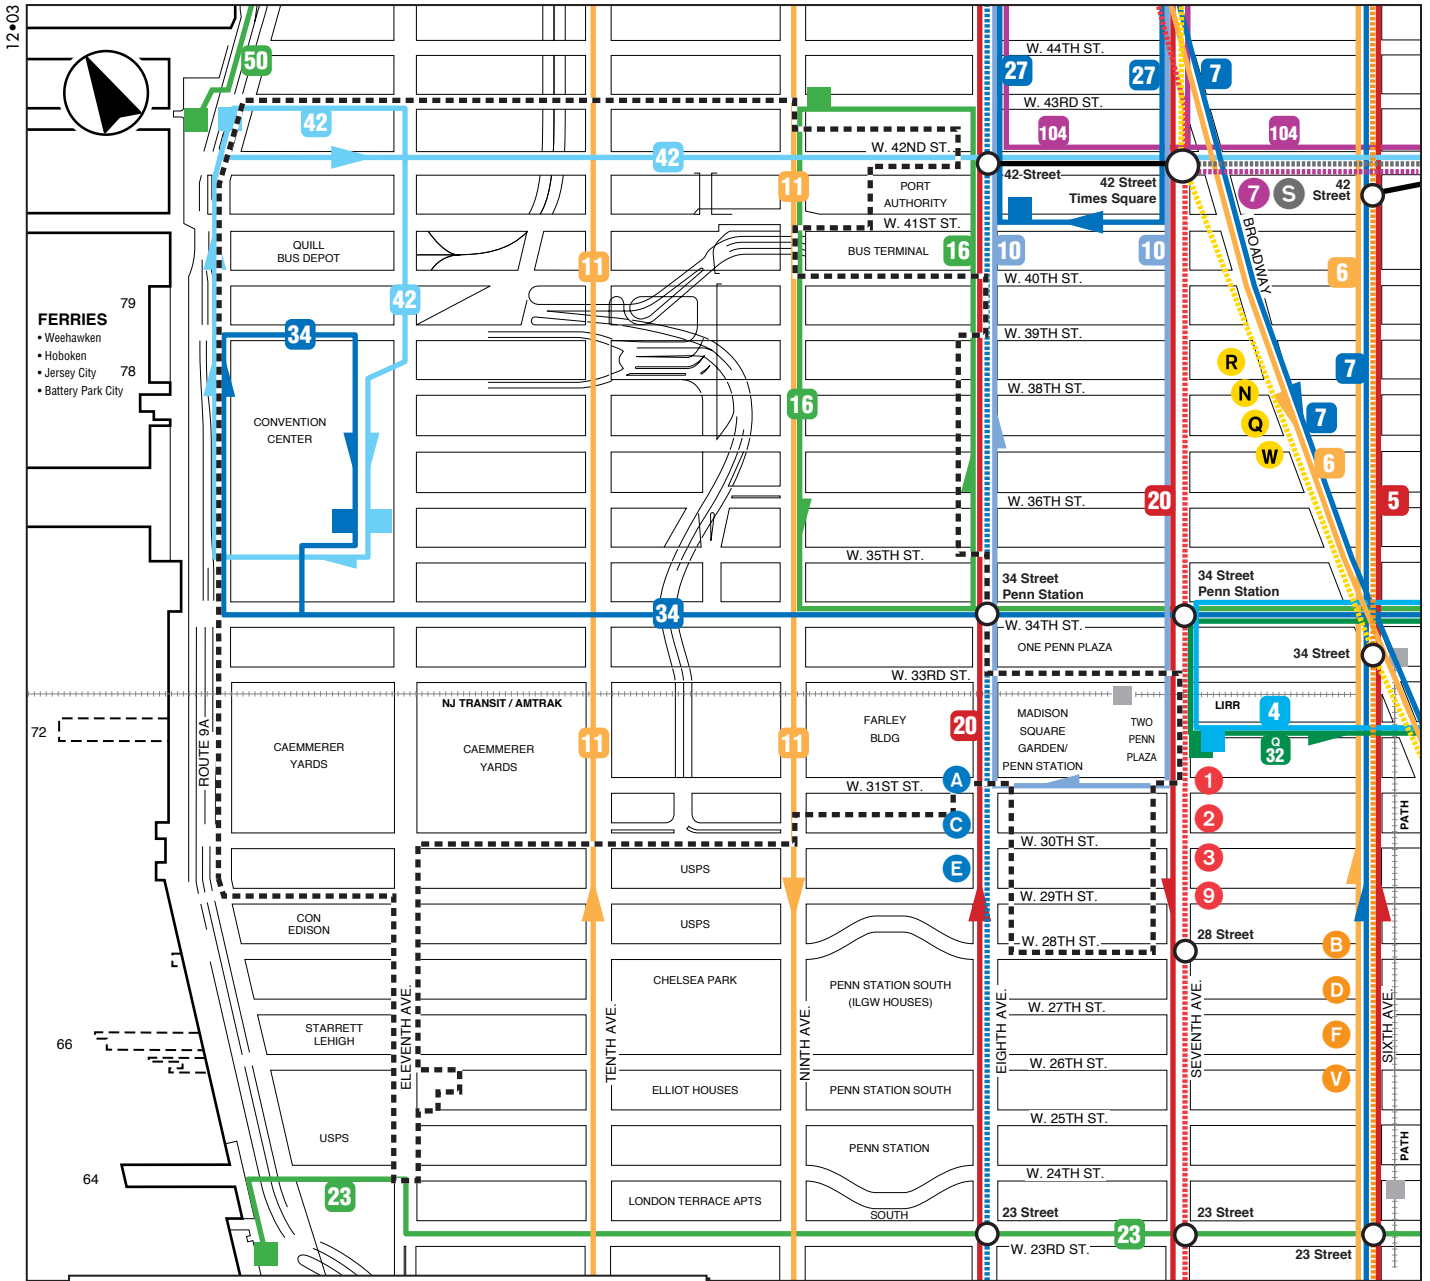 12•03
50
W. 44TH ST.
27
27
7
W. 43RD ST.
42
104
104
W. 42ND ST.
42
42 Street
42 Street
Times Square
7
S
42
Street
11
PORT
AUTHORITY
W. 41ST ST.
BROADWAY
QUILL
BUS DEPOT
11
BUS TERMINAL
16
10
10
6
W. 40TH ST.
42
79
FERRIES
• Weehawken
• Hoboken
• Jersey City
• Battery Park City
78
34
W. 39TH ST.
R
7
W. 38TH ST.
N
16
7
CONVENTION
CENTER
Q
W
6
W. 36TH ST.
20
5
W. 35TH ST.
34 Street
Penn Station
34 Street
Penn Station
34
W. 34TH ST.
ONE PENN PLAZA
34 Street
W. 33RD ST.
NJ TRANSIT / AMTRAK
LIRR
4
72
ROUTE 9A
CAEMMERER
YARDS
CAEMMERER
YARDS
11
11
FARLEY
BLDG
20
MADISON
SQUARE
GARDEN/
PENN STATION
TWO
PENN
PLAZA
Q
32
A
W. 31ST ST.
1
C
2
PATH
W. 30TH ST.
USPS
E
3
W. 29TH ST.
9
CON
EDISON
USPS
28 Street
W. 28TH ST.
B
CHELSEA PARK
PENN STATION SOUTH
(ILGW HOUSES)
D
W. 27TH ST.
STARRETT
LEHIGH
66
ELEVENTH AVE.
TENTH AVE.
NINTH AVE.
EIGHTH AVE.
SEVENTH AVE.
SIXTH AVE.
F
W. 26TH ST.
V
ELLIOT HOUSES
PENN STATION SOUTH
W. 25TH ST.
USPS
PENN STATION
PATH
64
W. 24TH ST.
23
LONDON TERRACE APTS
SOUTH
23 Street
23 Street
23
W. 23RD ST.
23 Street